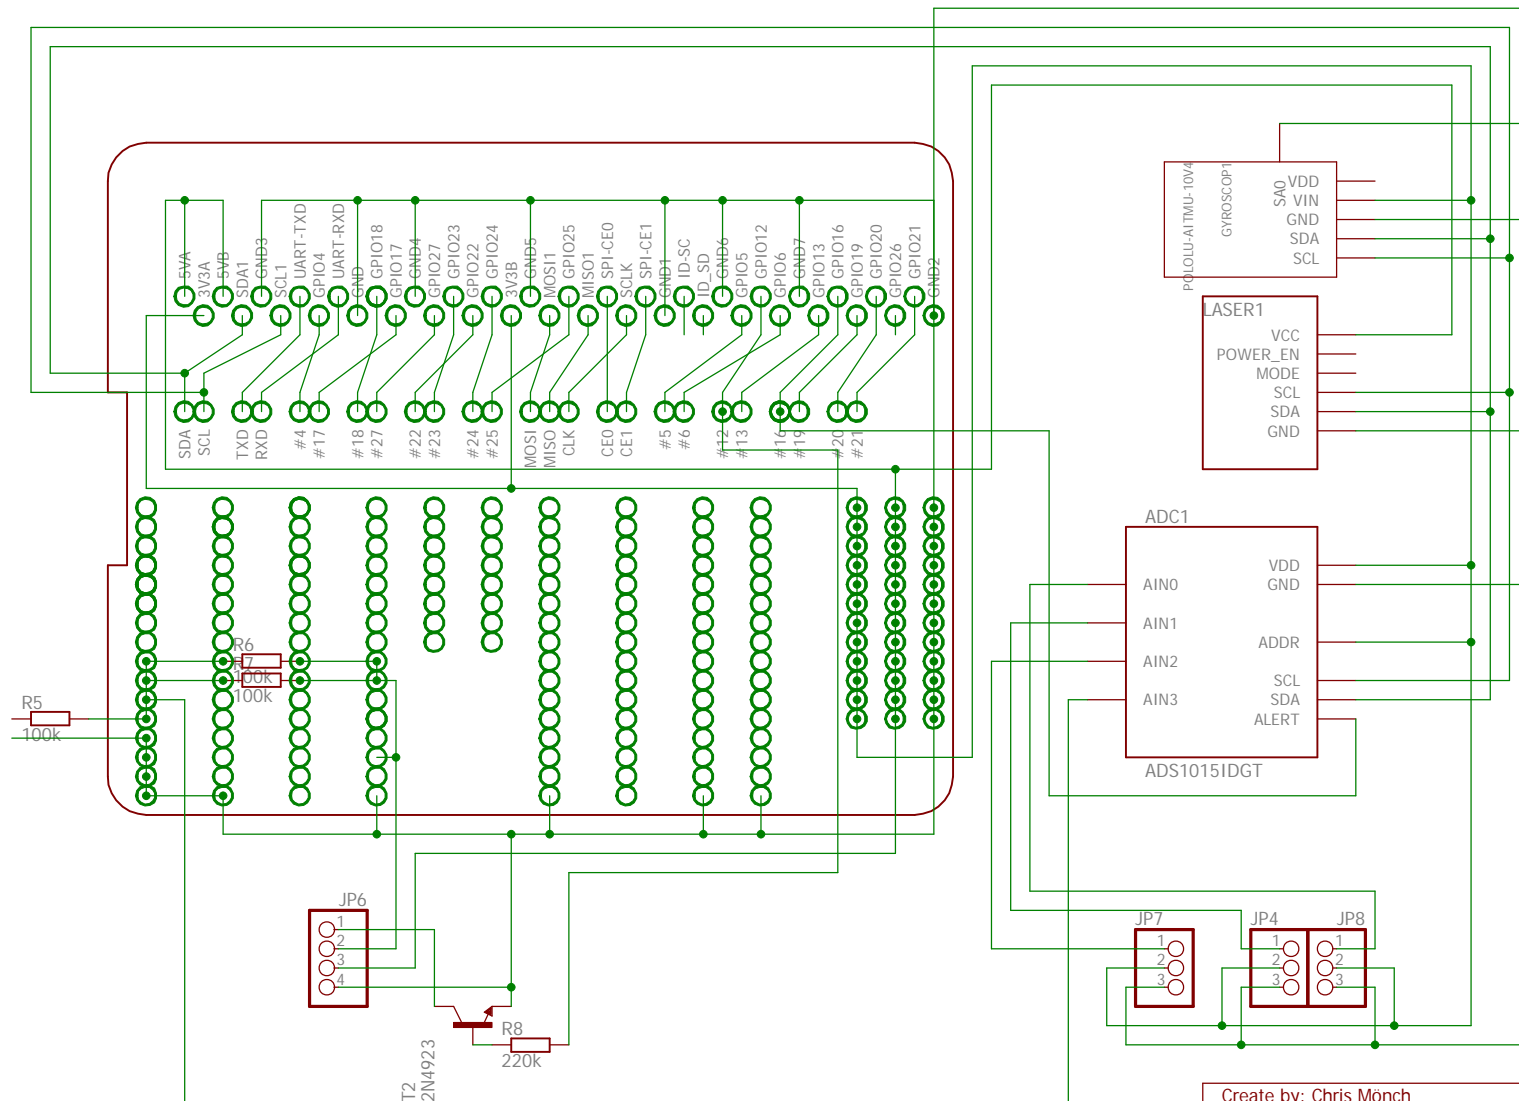 5VA
3V3A
5VB
SDA1
GND3
SCL1
UART-TXD
GPIO4
UART-RXD
GND
GPIO18
GPIO17
GND4
GPIO27
GPIO23
GPIO22
GPIO24
3V3B
GND5
MOSI1
GPIO25
MISO1
SPI-CE0
SCLK
SPI-CE1
GND1
ID-SC
ID_SD
GND6
GPIO5
GPIO12
GPIO6
GND7
GPIO13
GPIO16
GPIO19
GPIO20
GPIO26
GPIO21
GND2
SDA
SCL
TXD
RXD
#4
#17
#18
#27
#22
#23
#24
#25
MOSI
MISO
CLK
CE0
CE1
#5
#6
#12
#13
#16
#19
#20
#21
R6
R7
100k
100k
R5
100k
POLOLU-AITMU-10V4
GYROSCOP1
SA0
VDD
VIN
GND
SDA
SCL
LASER1
VCC
POWER_EN
MODE
SCL
SDA
GND
ADC1
AIN0
AIN1
AIN2
AIN3
VDD
GND
ADDR
SCL
SDA
ALERT
ADS1015IDGT
JP6
1
2
3
4
T2
2N4923
R8
220k
JP7
1
2
3
JP4
1
2
3
JP8
1
2
3
Create by: Chris Mönch